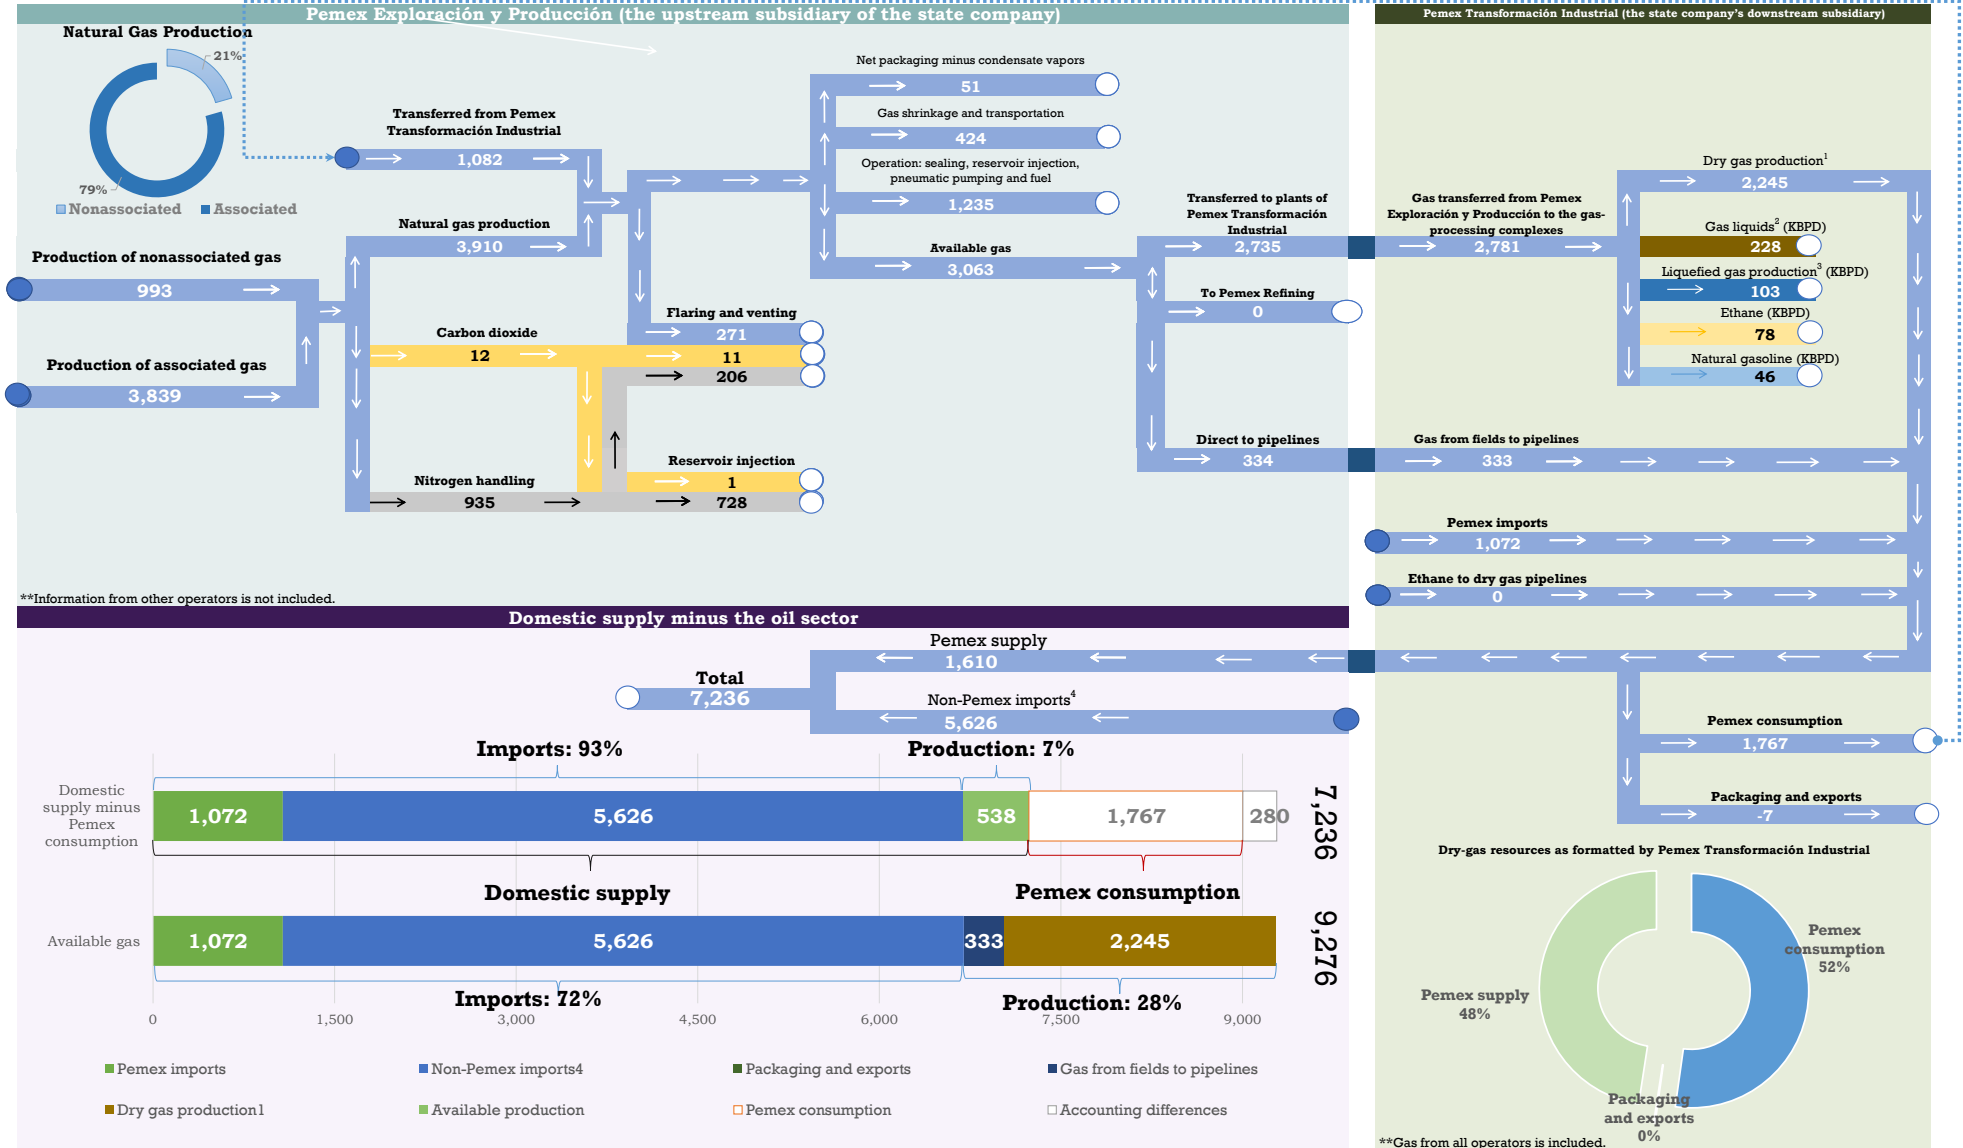 Pemex Exploración y Producción (the upstream subsidiary of the state company)
Natural Gas Production
21%
79%
Nonassociated
Associated
Production of nonassociated gas
993
Production of associated gas
3,839
Transferred from Pemex
Transformación Industrial
1,082
Natural gas production
3,910
Carbon dioxide
12
Nitrogen handling
935
Flaring and venting
271
11
206
Reservoir injection
1
728
Net packaging minus condensate vapors
51
Gas shrinkage and transportation
424
Operation: sealing, reservoir injection,
pneumatic pumping and fuel
1,235
Available gas
3,063
Transferred to plants of
Pemex Transformación
Industrial
2,735
To Pemex Refining
0
Direct to pipelines
334
**Information from other operators is not included.
Pemex Transformación Industrial (the state company's downstream subsidiary)
Gas transferred from Pemex
Exploración y Producción to the gas-
processing complexes
2,781
Dry gas production1
2,245
Gas liquids2 (KBPD)
228
Liquefied gas production3 (KBPD)
103
Ethane (KBPD)
78
Natural gasoline (KBPD)
46
Gas from fields to pipelines
333
Pemex imports
1,072
Ethane to dry gas pipelines
0
Pemex consumption
1,767
Packaging and exports
-7
Dry-gas resources as formatted by Pemex Transformación Industrial
Pemex
consumption
52%
Pemex supply
48%
Packaging
and exports
0%
**Gas from all operators is included.
Domestic supply minus the oil sector
Pemex supply
1,610
Total
7,236
Non-Pemex imports4
5,626
Imports: 93%
Production: 7%
Domestic
supply minus
Pemex
consumption
1,072
5,626
538
1,767
280
7,236
Domestic supply
Pemex consumption
Available gas
1,072
5,626
333
2,245
9,276
Imports: 72%
Production: 28%
0
1,500
3,000
4,500
6,000
7,500
9,000
Pemex imports
Non-Pemex imports4
Packaging and exports
Gas from fields to pipelines
Dry gas production1
Available production
Pemex consumption
Accounting differences